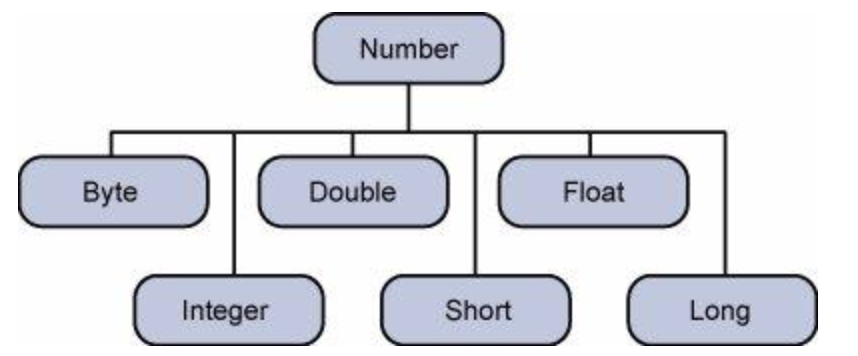 Number
Byte
Double
Float
Integer
Short
Long